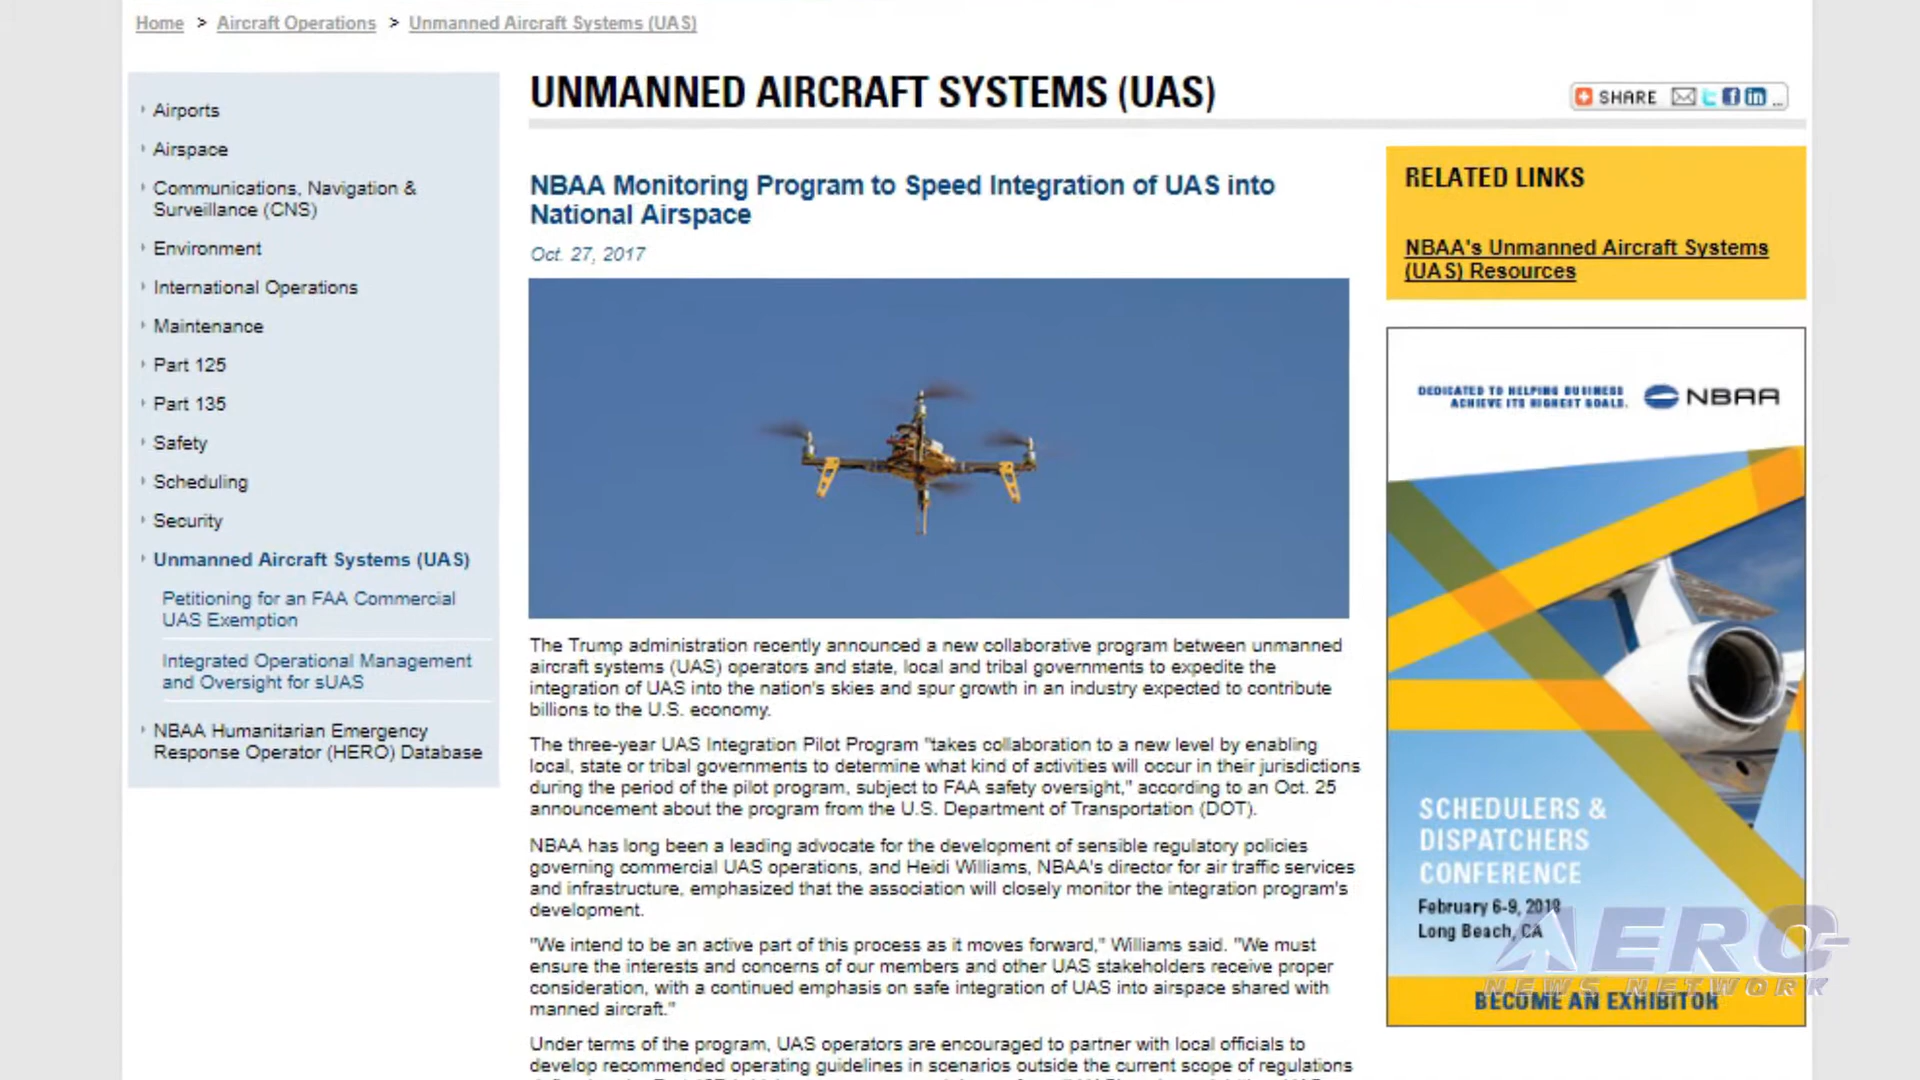 Home > Aircraft Operations > Unmanned Aircraft Systems (UAS)
Airports
Airspace
Communications, Navigation &
Surveillance (CNS)
Environment
International Operations
Maintenance
Part 125
Part 135
Safety
Scheduling
Security
Unmanned Aircraft Systems (UAS)
Petitioning for an FAA Commercial
UAS Exemption
Integrated Operational Management
and Oversight for sUAS
NBAA Humanitarian Emergency
Response Operator (HERO) Database
UNMANNED AIRCRAFT SYSTEMS (UAS)
SHARE
NBAA Monitoring Program to Speed Integration of UAS into
National Airspace
Oct. 27, 2017
The Trump administration recently announced a new collaborative program between unmanned
aircraft systems (UAS) operators and state, local and tribal governments to expedite the
integration of UAS into the nation's skies and spur growth in an industry expected to contribute
billions to the U.S. economy.
The three-year UAS Integration Pilot Program "takes collaboration to a new level by enabling
local, state or tribal governments to determine what kind of activities will occur in their jurisdictions
during the period of the pilot program, subject to FAA safety oversight," according to an Oct. 25
announcement about the program from the U.S. Department of Transportation (DOT).
NBAA has long been a leading advocate for the development of sensible regulatory policies
governing commercial UAS operations, and Heidi Williams, NBAA's director for air traffic services
and infrastructure, emphasized that the association will closely monitor the integration program's
development.
"We intend to be an active part of this process as it moves forward," Williams said. "We must
ensure the interests and concerns of our members and other UAS stakeholders receive proper
consideration, with a continued emphasis on safe integration of UAS into airspace shared with
manned aircraft."
Under terms of the program, UAS operators are encouraged to partner with local officials to
develop recommended operating guidelines in scenarios outside the current scope of regulations
RELATED LINKS
NBAA's Unmanned Aircraft Systems
(UAS) Resources
DEDICATED TO HELPING BUSINESS
ACHIEVE ITS HIGHEST GOALS.
NBAA
SCHEDULERS &
DISPATCHERS
CONFERENCE
February 6-9, 2018
Long Beach, CA
BECOME AN EXHIBITOR
AERO-
NEWS NETWORK